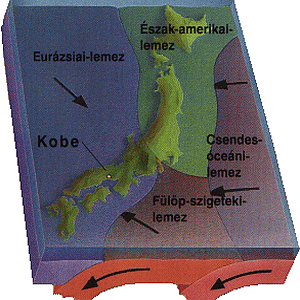 Észak-amerikai-
lemez
Eurázsiai-lemez
Kobe
Csendes-
óceáni-
lemez
Fülöp-szigeteki-
lemez